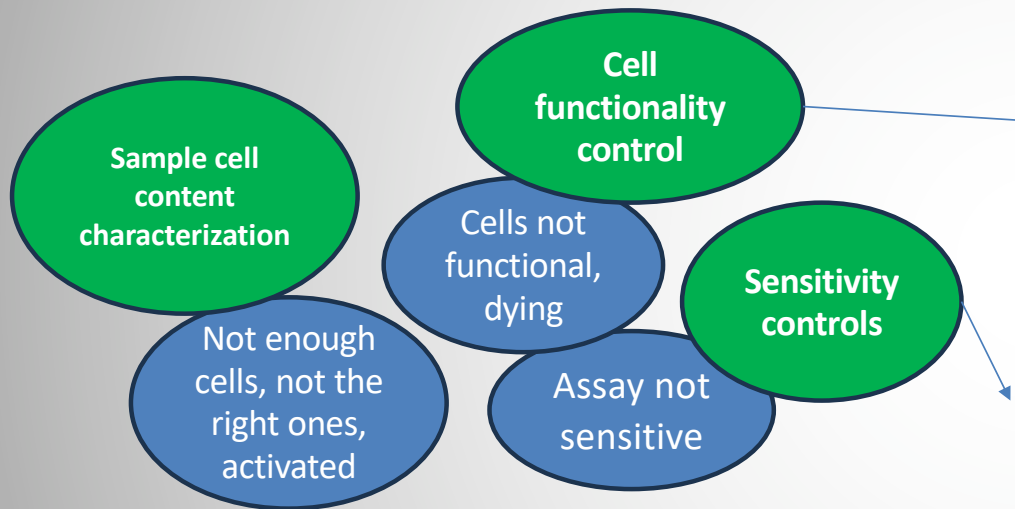 Cell
functionality
control
Sample cell
content
characterization
Cells not
functional,
dying
Sensitivity
controls
Not enough
cells, not the
right ones,
activated
Assay not
sensitive